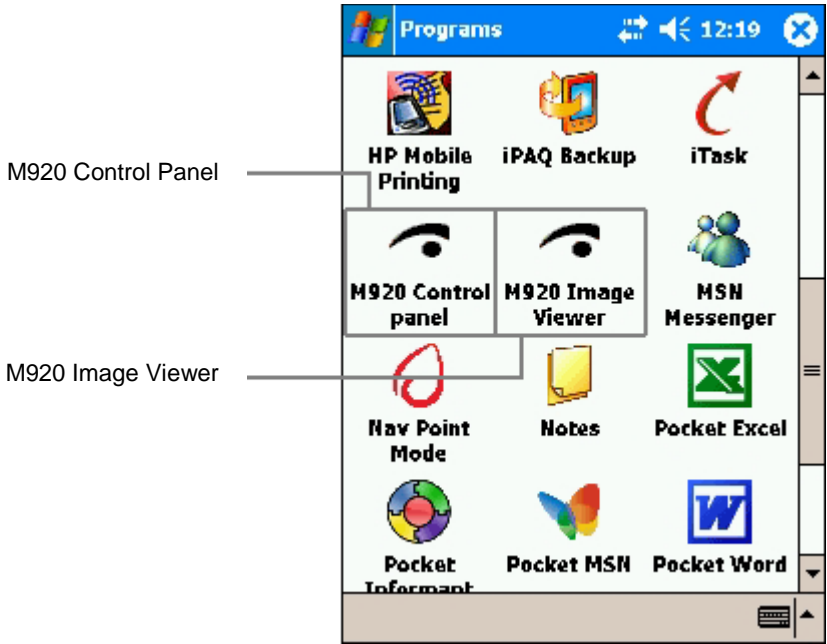 Programs 12:19
HP Mobile
Printing
iPAQ Backup
iTask
M920 Control Panel
M920 Control
panel
M920 Image
Viewer
MSN
Messenger
M920 Image Viewer
Nav Point
Mode
Notes
Pocket Excel
Pocket
Informant
Pocket MSN
Pocket Word